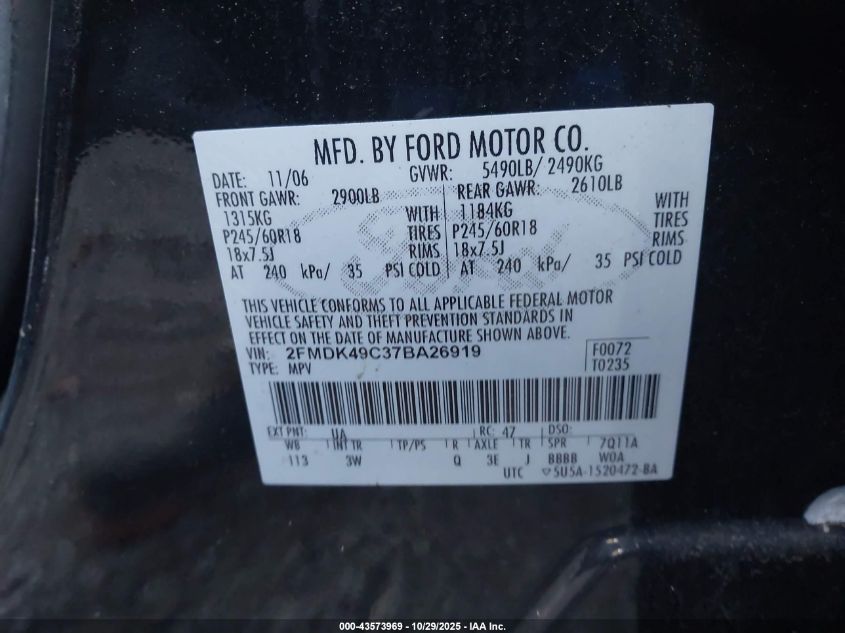 MFD. BY FORD MOTOR CO.
DATE: 11/06 GVWR: 5490LB/ 2490KG
FRONT GAWR: 2900LB REAR GAWR: 2610LB
1315KG WITH 1184KG WITH
P245/60R18 TIRES P245/60R18 TIRES
18x7.5J RIMS 18x7.5J RIMS
AT 240 kPa/ 35 PSI COLD AT 240 kPa/ 35 PSI COLD
THIS VEHICLE CONFORMS TO ALL APPLICABLE FEDERAL MOTOR
VEHICLE SAFETY AND THEFT PREVENTION STANDARDS IN
EFFECT ON THE DATE OF MANUFACTURE SHOWN ABOVE.
VIN: 2FMDK49C37BA26919 F0072
TYPE: MPV T0235
EXT PNT: UA RC: 47 DSO:
WB INT TR TP/PS R AXLE TR SPR 7Q11A
113 3W Q 3E J BBBB WOA
UTC ▽5U5A-1520472-BA
000-43573969 • 10/29/2025 • IAA Inc.